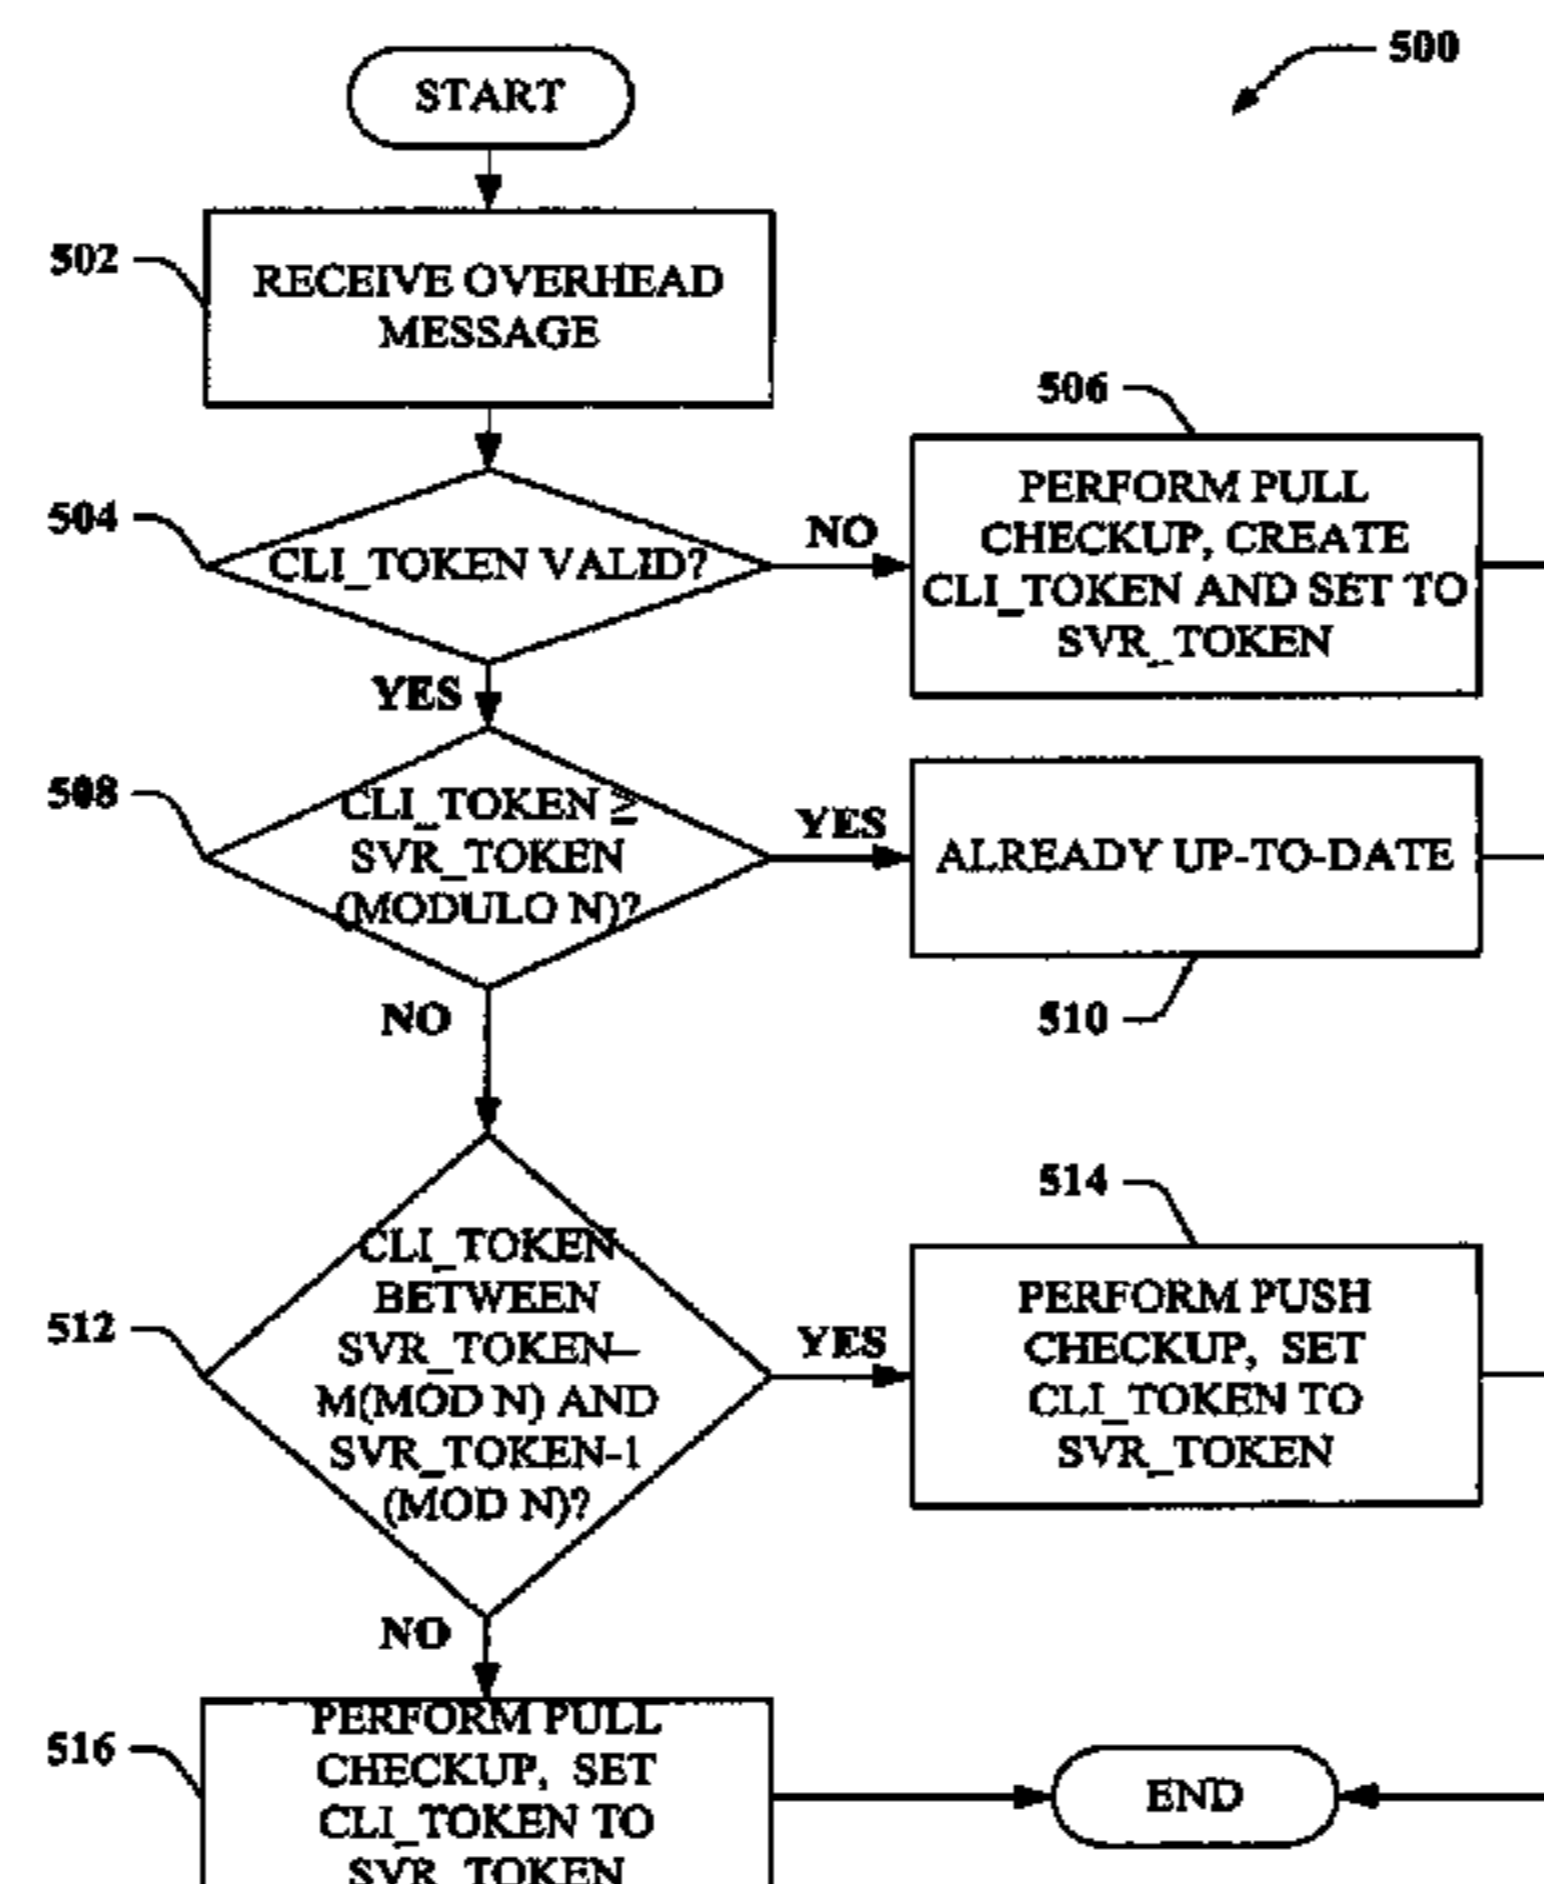 500
START
502
RECEIVE OVERHEAD
MESSAGE
504
CLI_TOKEN VALID?
NO
506
PERFORM PULL
CHECKUP, CREATE
CLI_TOKEN AND SET TO
SVR_TOKEN
YES
508
CLI_TOKEN ≥
SVR_TOKEN
(MODULO N)?
YES
ALREADY UP-TO-DATE
510
NO
512
CLI_TOKEN
BETWEEN
SVR_TOKEN–
M(MOD N) AND
SVR_TOKEN-1
(MOD N)?
YES
514
PERFORM PUSH
CHECKUP, SET
CLI_TOKEN TO
SVR_TOKEN
NO
516
PERFORM PULL
CHECKUP, SET
CLI_TOKEN TO
SVR_TOKEN
END